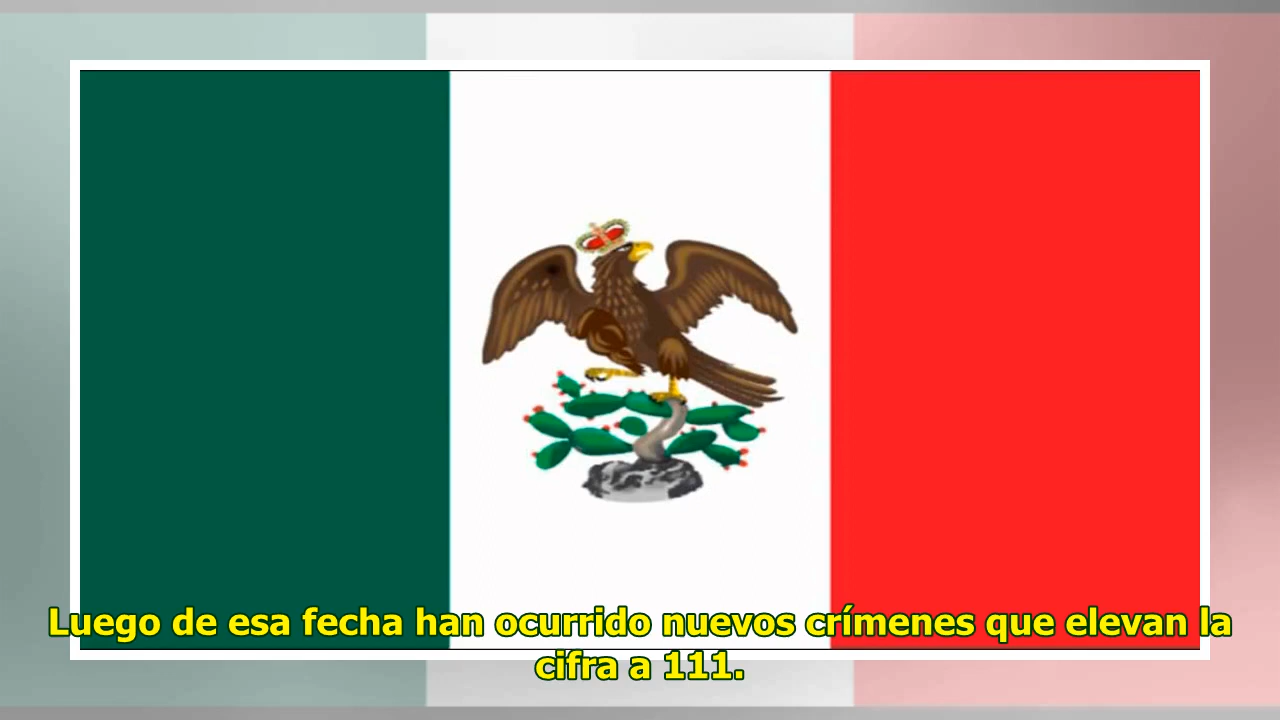 Luego de esa fecha han ocurrido nuevos crímenes que elevan la
cifra a 111.